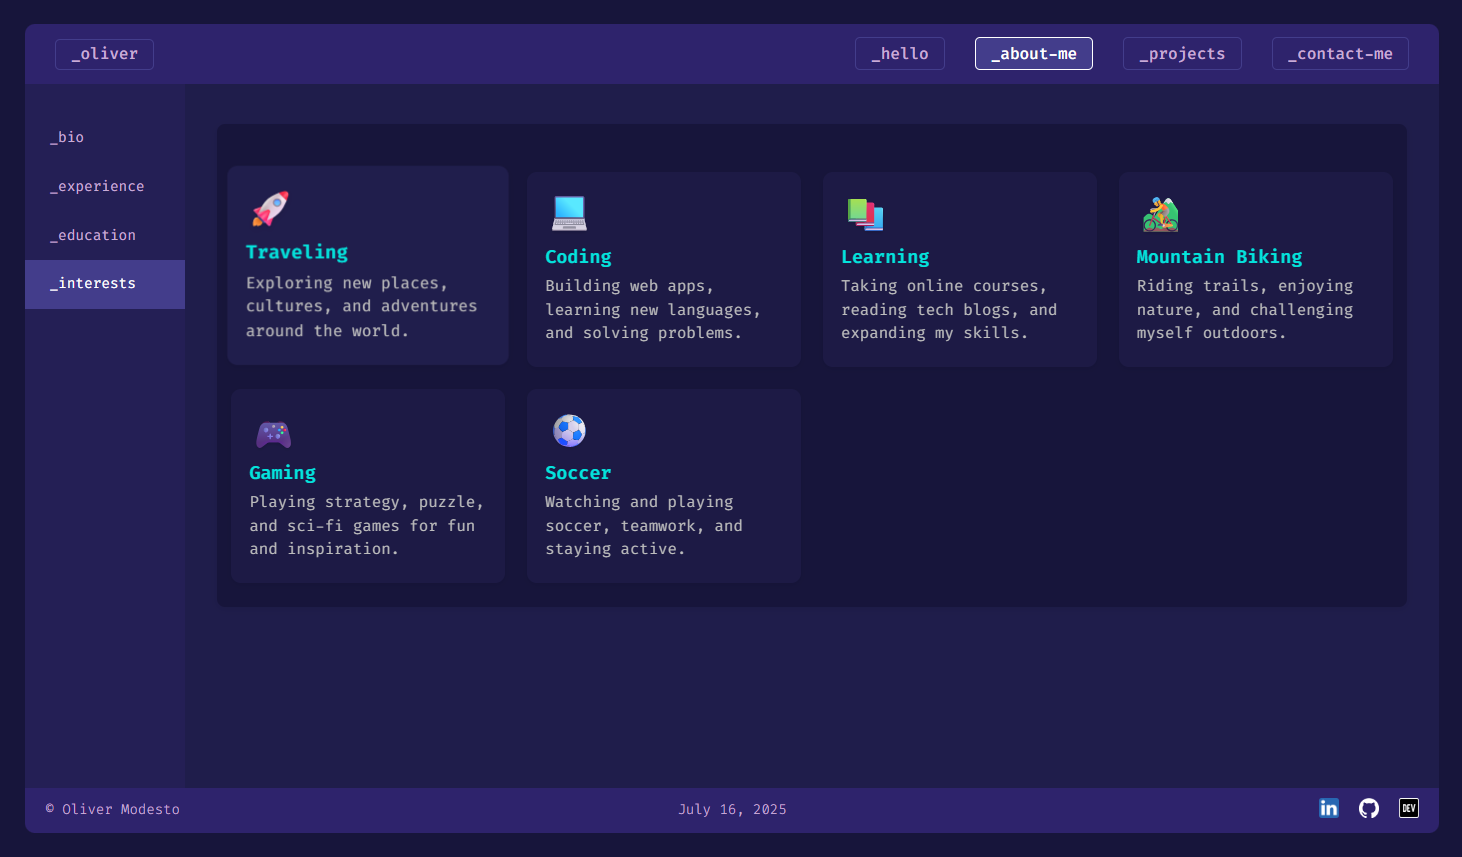 _oliver
_hello
_about-me
_projects
_contact-me
_bio
_experience
_education
_interests
Traveling
Exploring new places,
cultures, and adventures
around the world.
Coding
Building web apps,
learning new languages,
and solving problems.
Learning
Taking online courses,
reading tech blogs, and
expanding my skills.
Mountain Biking
Riding trails, enjoying
nature, and challenging
myself outdoors.
Gaming
Playing strategy, puzzle,
and sci-fi games for fun
and inspiration.
Soccer
Watching and playing
soccer, teamwork, and
staying active.
© Oliver Modesto
July 16, 2025
in
DEV